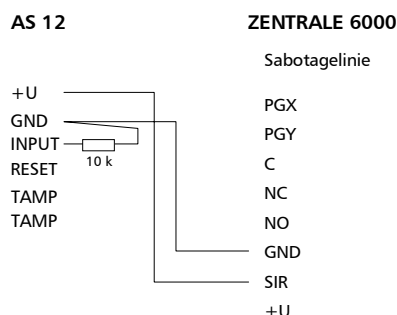 AS 12
ZENTRALE 6000
Sabotagelinie
+U
GND
INPUT
10 k
RESET
TAMP
TAMP
PGX
PGY
C
NC
NO
GND
SIR
+U